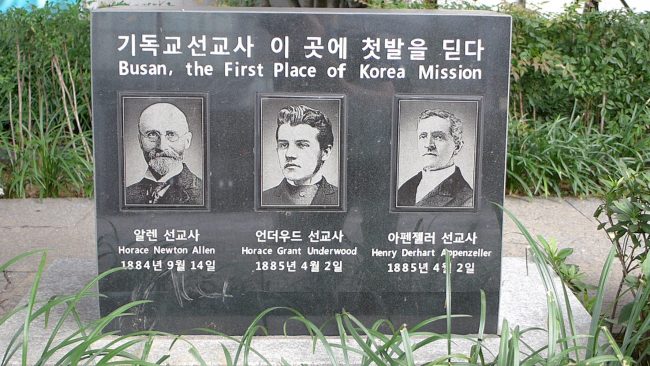 기독교선교사 이 곳에 첫발을 딛다
Busan, the First Place of Korea Mission
알렌 선교사
Horace Newton Allen
1884년 9월 14일
언더우드 선교사
Horace Grant Underwood
1885년 4월 2일
아펜젤러 선교사
Henry Derhart Appenzeller
1885년 4월 2일